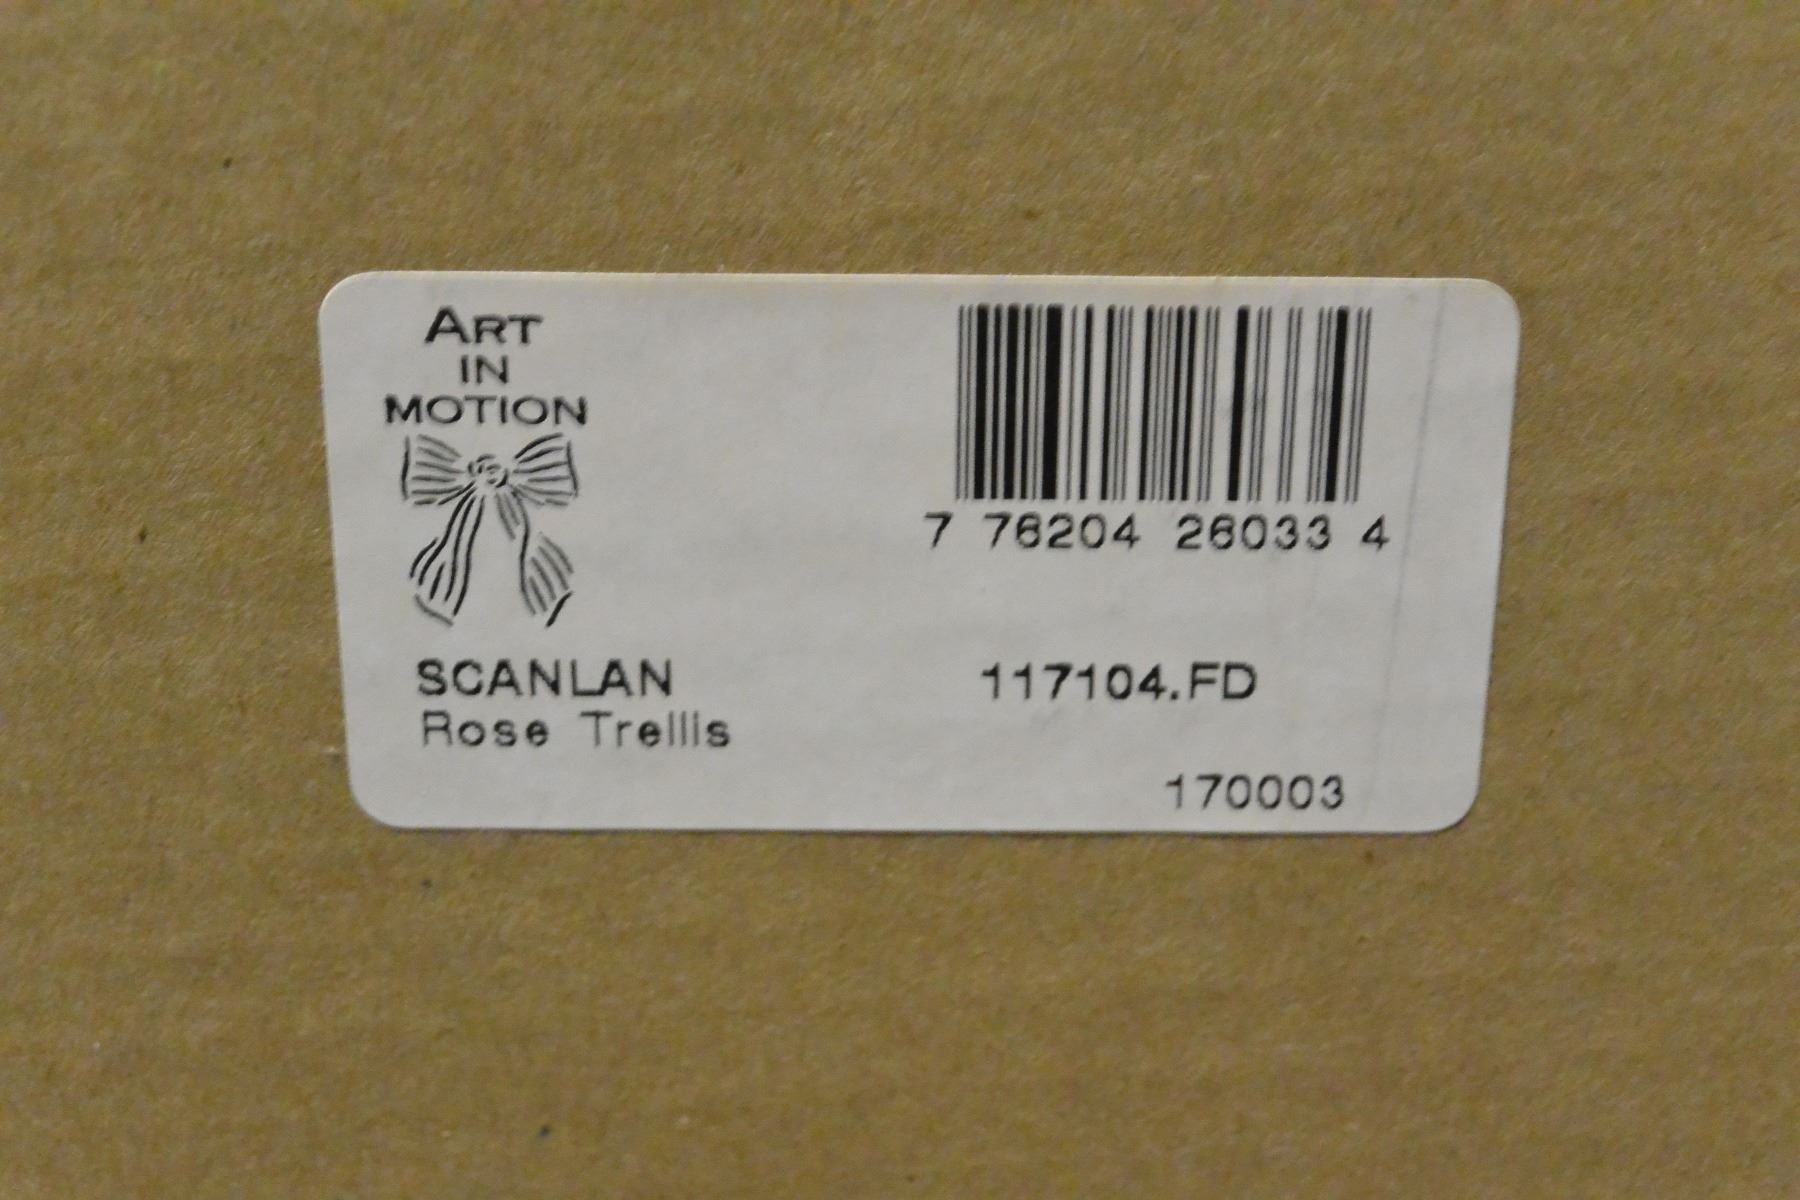 ART
IN
MOTION
7 76204 26033 4
SCANLAN
117104.FD
Rose Trellis
170003